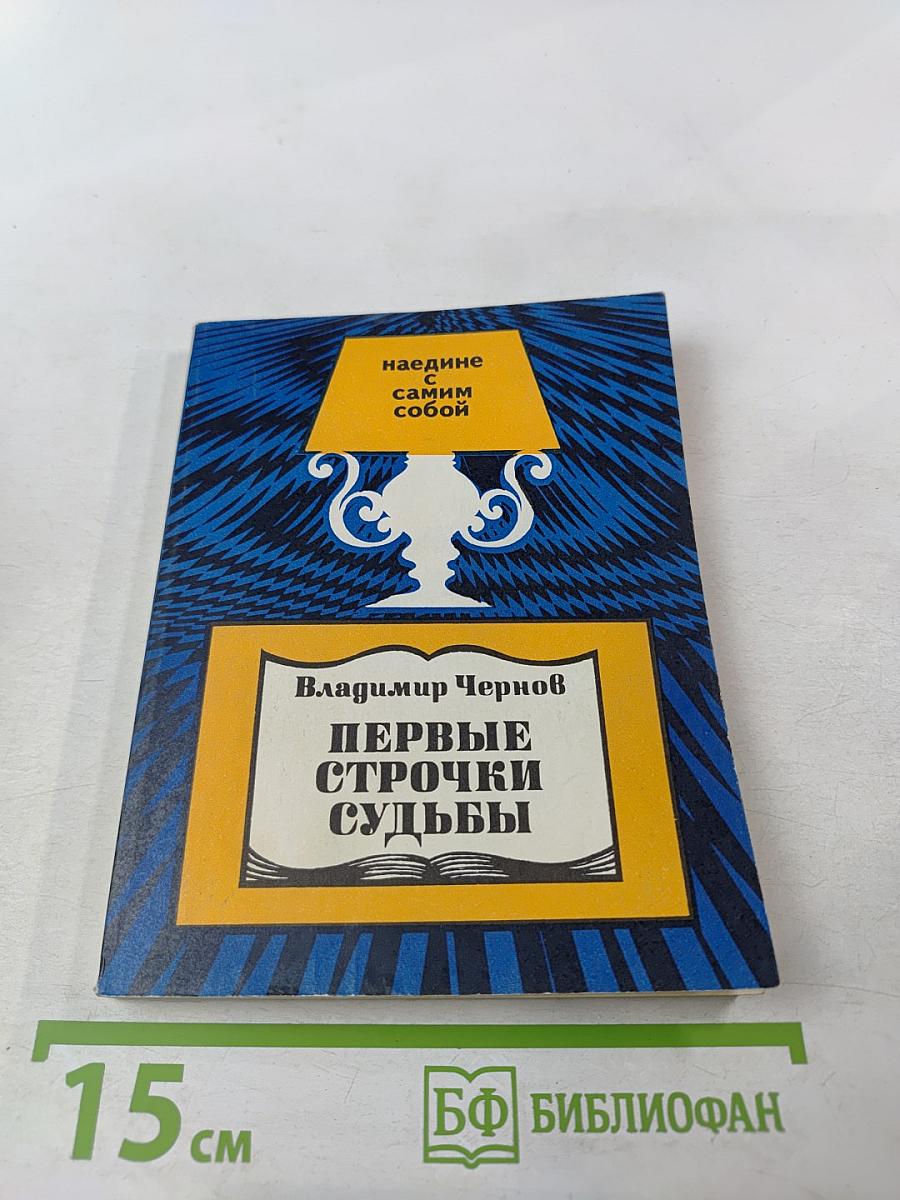 наедине
с
самим
собой
Владимир Чернов
ПЕРВЫЕ
СТРОЧКИ
СУДЬБЫ
15 см
БФ БИБЛИОФАН